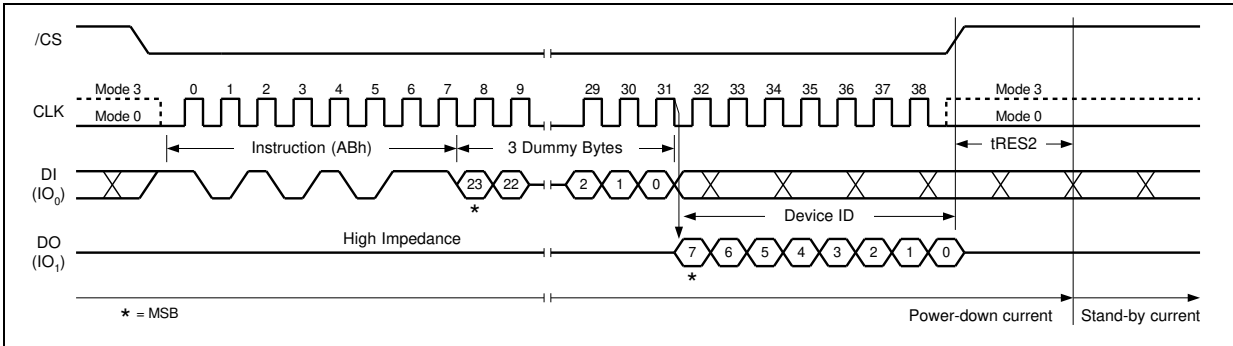 /CS
Mode 3 0 1 2 3 4 5 6 7 8 9 29 30 31 32 33 34 35 36 37 38 Mode 3
CLK
Mode 0 Mode 0
Instruction (ABh) 3 Dummy Bytes tRES2
DI
(IO0)
23 22 2 1 0
*
Device ID
DO
(IO1)
High Impedance
7 6 5 4 3 2 1 0
*
* = MSB
Power-down current Stand-by current